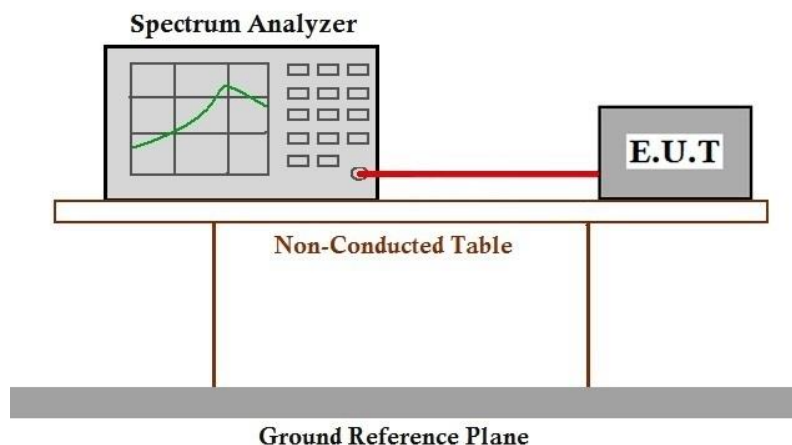 Spectrum Analyzer
E.U.T
Non-Conducted Table
Ground Reference Plane